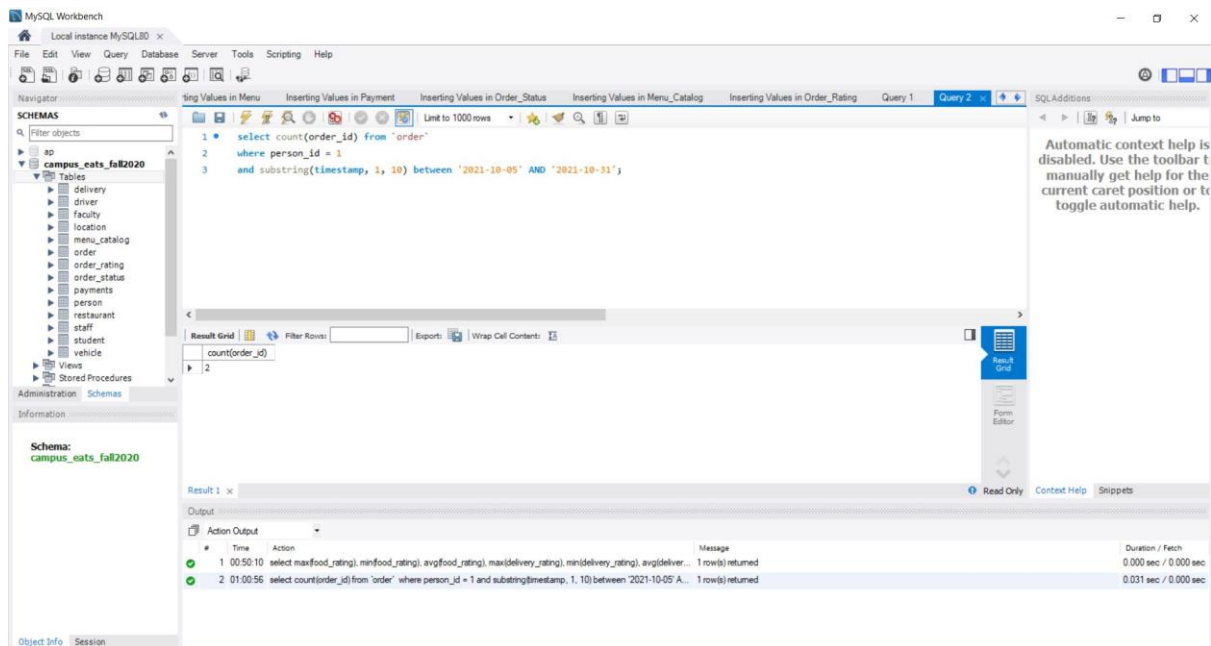 MySQL Workbench
Local instance MySQL80 ×
File Edit View Query Database Server Tools Scripting Help
Navigator
SCHEMAS
Filter objects
ap
campus_eats_fall2020
Tables
delivery
driver
faculty
location
menu_catalog
order
order_rating
order_status
payments
person
restaurant
staff
student
vehicle
Views
Stored Procedures
Administration Schemas
Information
Schema:
campus_eats_fall2020
Object Info Session
ting Values in Menu Inserting Values in Payment Inserting Values in Order_Status Inserting Values in Menu_Catalog Inserting Values in Order_Rating Query 1 Query 2 ×
Limit to 1000 rows
1 select count(order_id) from `order`
2 where person_id = 1
3 and substring(timestamp, 1, 10) between '2021-10-05' AND '2021-10-31';
Result Grid Filter Rows: Export: Wrap Cell Content:
count(order_id)
2
Result Grid
Form Editor
Result 1 × Read Only
SQLAdditions
Jump to
Automatic context help is
disabled. Use the toolbar t
manually get help for the
current caret position or to
toggle automatic help.
Context Help Snippets
Output
Action Output
# Time Action Message Duration / Fetch
1 00:50:10 select max(food_rating), min(food_rating), avg(food_rating), max(delivery_rating), min(delivery_rating), avg(deliver... 1 row(s) returned 0.000 sec / 0.000 sec
2 01:00:56 select count(order_id) from `order` where person_id = 1 and substring(timestamp, 1, 10) between '2021-10-05' A... 1 row(s) returned 0.031 sec / 0.000 sec